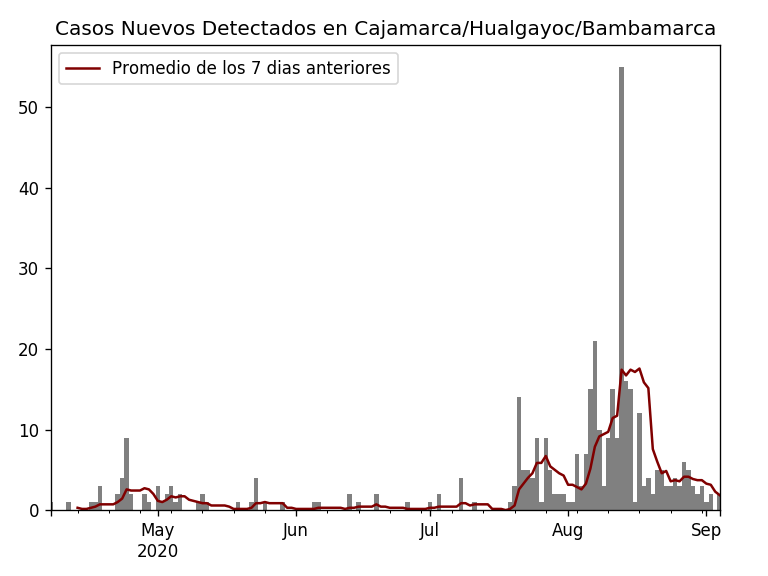 Casos Nuevos Detectados en Cajamarca/Hualgayoc/Bambamarca
Promedio de los 7 dias anteriores
50
40
30
20
10
0
May Jun Jul Aug Sep
2020